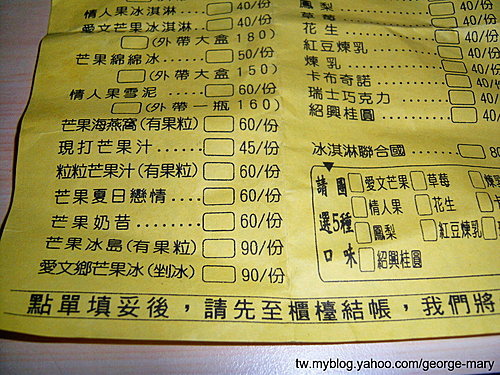 情人果冰淇淋 40/份
愛文芒果冰淇淋 40/份
(外帶大盒180)
芒果綿綿冰 50/份
(外帶大盒150)
情人果雪泥 60/份
(外帶一瓶160)
芒果海燕窩(有果粒) 60/份
現打芒果汁 45/份
粒粒芒果汁(有果粒) 60/份
芒果夏日戀情 60/份
芒果奶昔 60/份
芒果冰島(有果粒) 90/份
愛文鄉芒果冰(剉冰) 90/份
鳳梨 40/
草莓 40/
花生 40/
紅豆煉乳 40/
煉乳 40/
卡布奇諾 40/
瑞士巧克力 40/
紹興桂圓 40/
冰淇淋聯合國 80
請圈選5種口味
愛文芒果 草莓 煉
情人果 花生 卡
鳳梨 紅豆煉乳
紹興桂圓
點單填妥後，請先至櫃檯結帳，我們將
tw.myblog.yahoo.com/george-mary